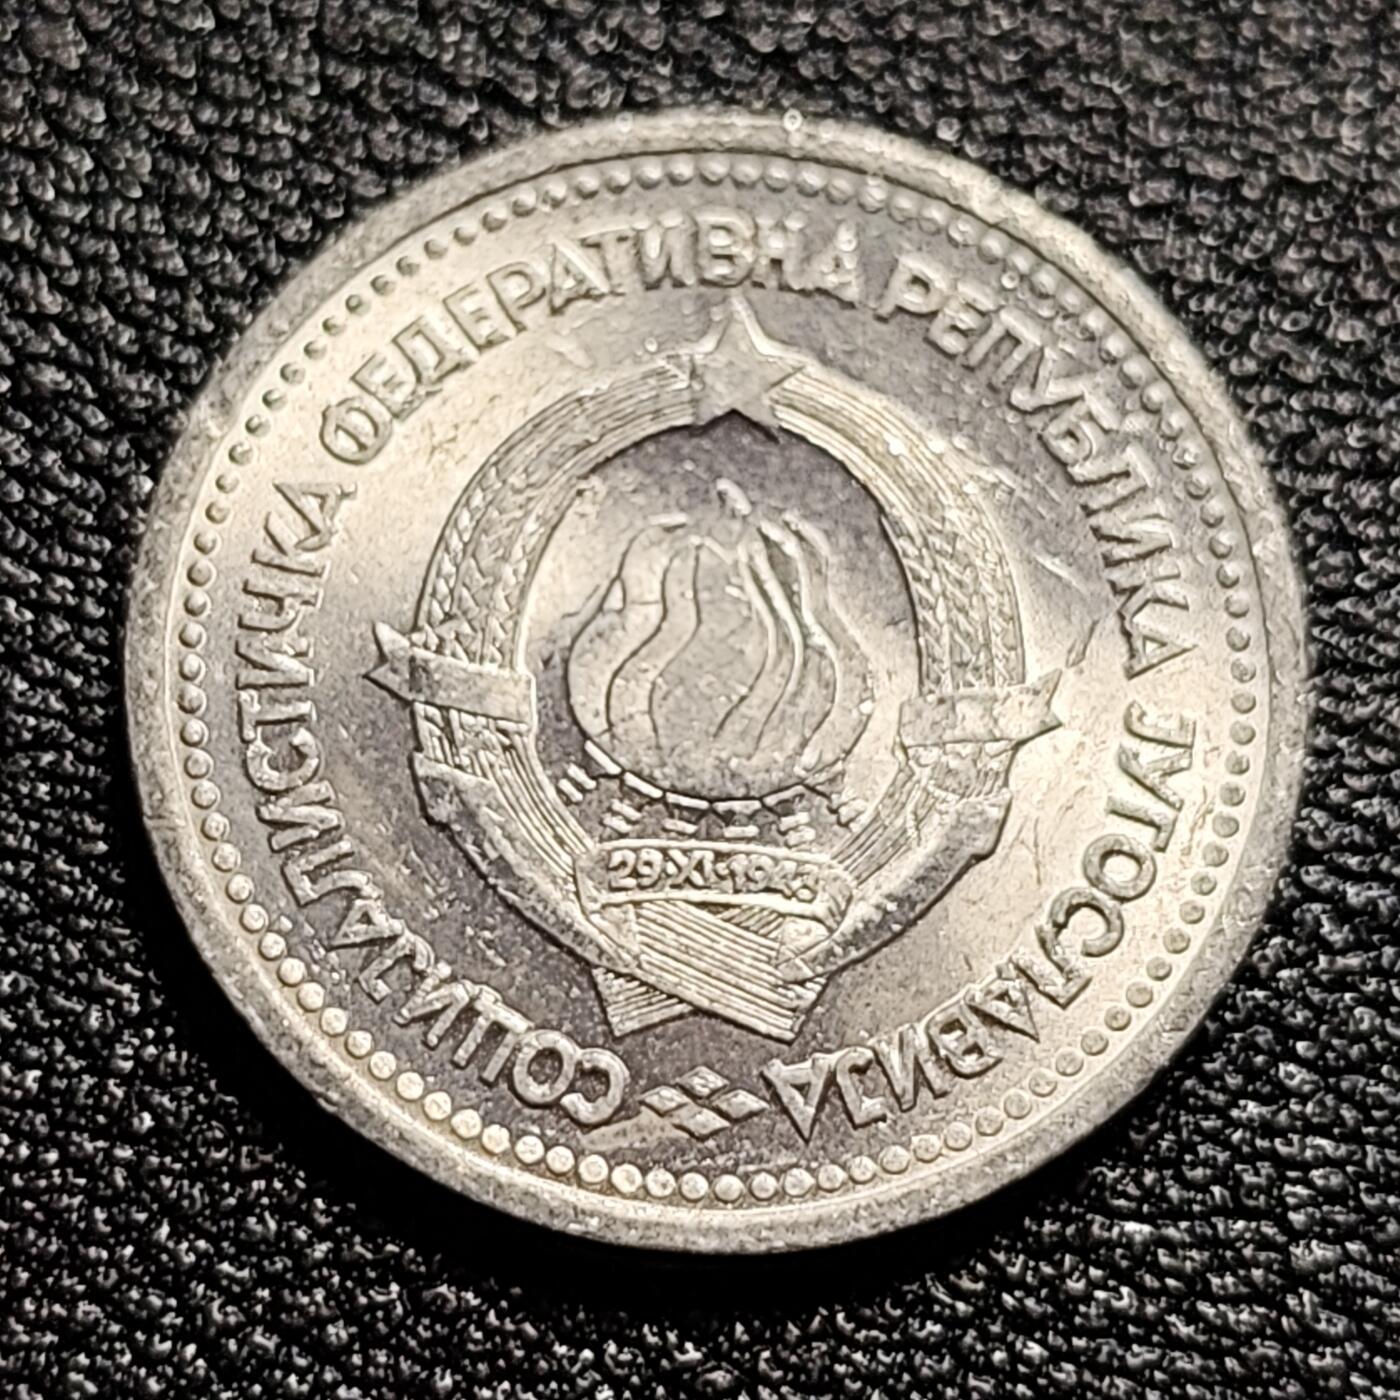 СОЦИЈАЛИСТИЧКА ФЕДЕРАТИВНА РЕПУБЛИКА ЈУГОСЛАВИЈА
29·XI·1943